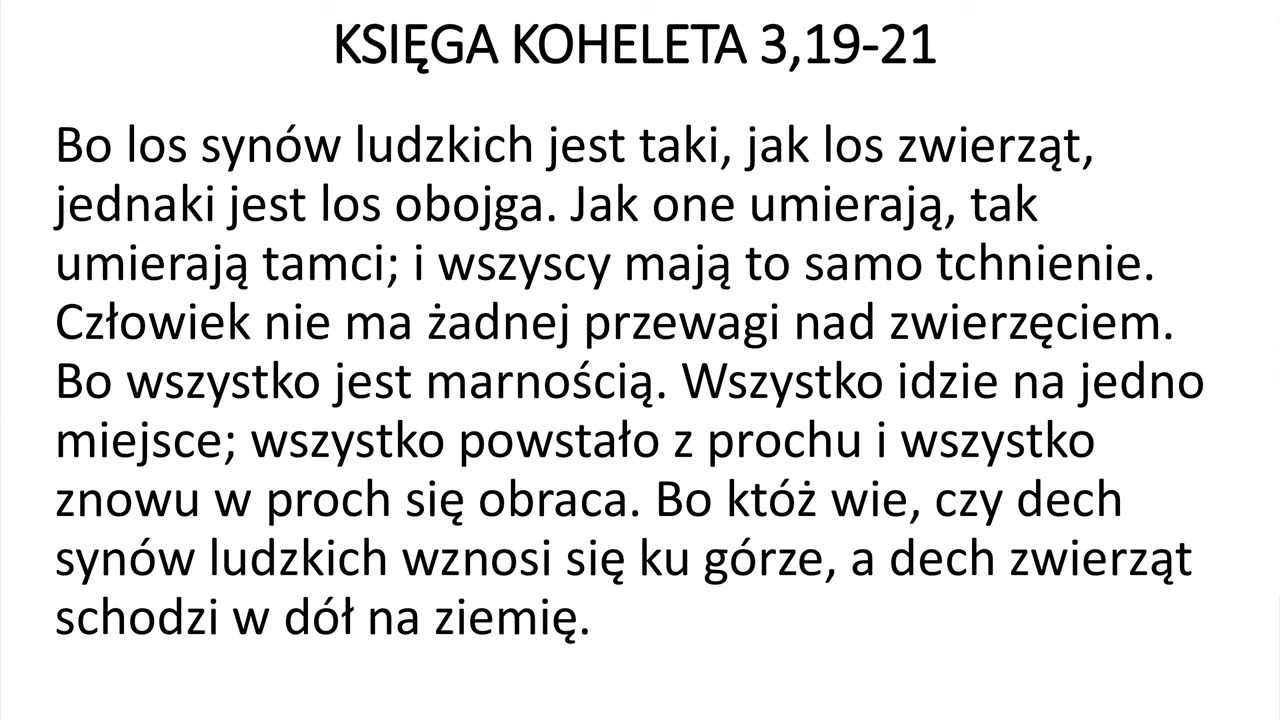 KSIĘGA KOHELETA 3,19-21
Bo los synów ludzkich jest taki, jak los zwierząt,
jednaki jest los obojga. Jak one umierają, tak
umierają tamci; i wszyscy mają to samo tchnienie.
Człowiek nie ma żadnej przewagi nad zwierzęciem.
Bo wszystko jest marnością. Wszystko idzie na jedno
miejsce; wszystko powstało z prochu i wszystko
znowu w proch się obraca. Bo któż wie, czy dech
synów ludzkich wznosi się ku górze, a dech zwierząt
schodzi w dół na ziemię.